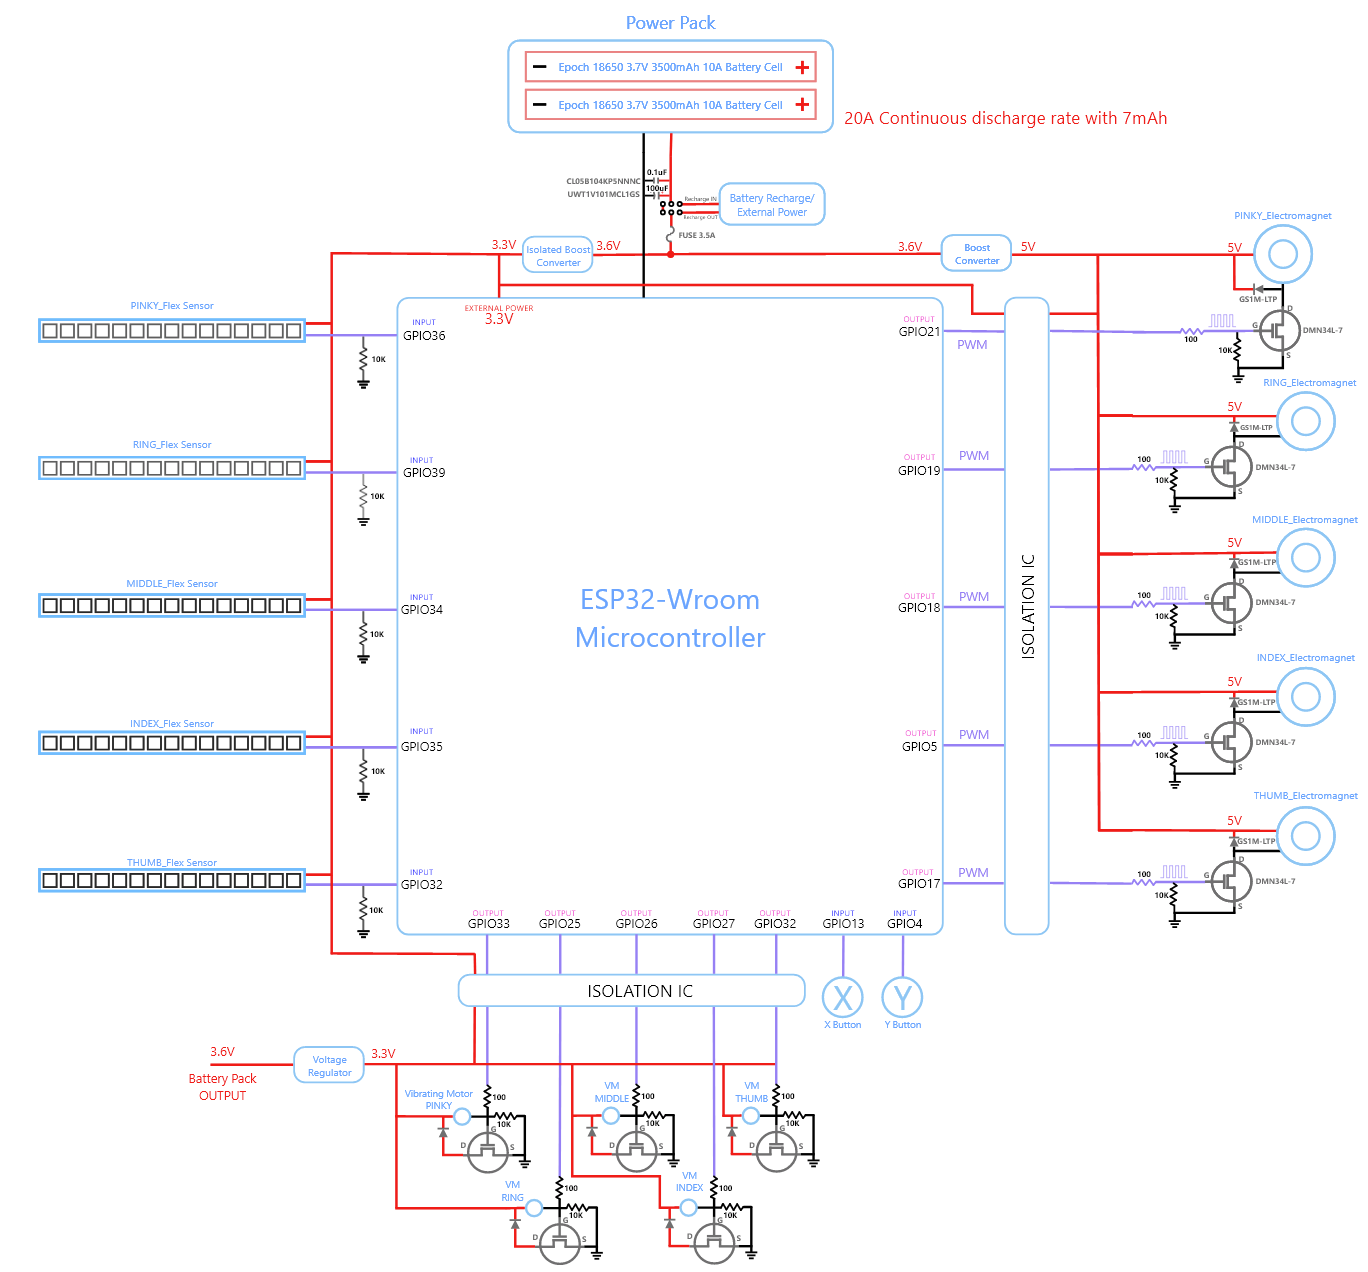 Power Pack
Epoch 18650 3.7V 3500mAh 10A Battery Cell
Epoch 18650 3.7V 3500mAh 10A Battery Cell
20A Continuous discharge rate with 7mAh
0.1uF
CL05B104KP5NNNC
100uF
UWT1V101MCL1GS
Recharge IN
Recharge OUT
Battery Recharge/
External Power
FUSE 3.5A
3.3V
Isolated Boost
Converter
3.6V
3.6V
Boost
Converter
5V
PINKY_Electromagnet
5V
GS1M-LTP
D
G
S
DMN34L-7
100
10K
EXTERNAL POWER
3.3V
PINKY_Flex Sensor
INPUT
GPIO36
10K
OUTPUT
GPIO21
PWM
RING_Electromagnet
5V
GS1M-LTP
D
G
S
DMN34L-7
100
10K
RING_Flex Sensor
INPUT
GPIO39
10K
OUTPUT
GPIO19
PWM
MIDDLE_Electromagnet
5V
GS1M-LTP
D
G
S
DMN34L-7
100
10K
MIDDLE_Flex Sensor
INPUT
GPIO34
10K
ESP32-Wroom
Microcontroller
OUTPUT
GPIO18
PWM
ISOLATION IC
INDEX_Electromagnet
5V
GS1M-LTP
D
G
S
DMN34L-7
100
10K
INDEX_Flex Sensor
INPUT
GPIO35
10K
OUTPUT
GPIO5
PWM
THUMB_Electromagnet
5V
GS1M-LTP
D
G
S
DMN34L-7
100
10K
THUMB_Flex Sensor
INPUT
GPIO32
10K
OUTPUT
GPIO17
PWM
OUTPUT
GPIO33
OUTPUT
GPIO25
OUTPUT
GPIO26
OUTPUT
GPIO27
OUTPUT
GPIO32
INPUT
GPIO13
INPUT
GPIO4
ISOLATION IC
X
X Button
Y
Y Button
3.6V
Battery Pack
OUTPUT
Voltage
Regulator
3.3V
Vibrating Motor
PINKY
100
10K
D
G
S
VM
MIDDLE
100
10K
D
G
S
VM
THUMB
100
10K
D
G
S
VM
RING
100
10K
D
G
S
VM
INDEX
100
10K
D
G
S